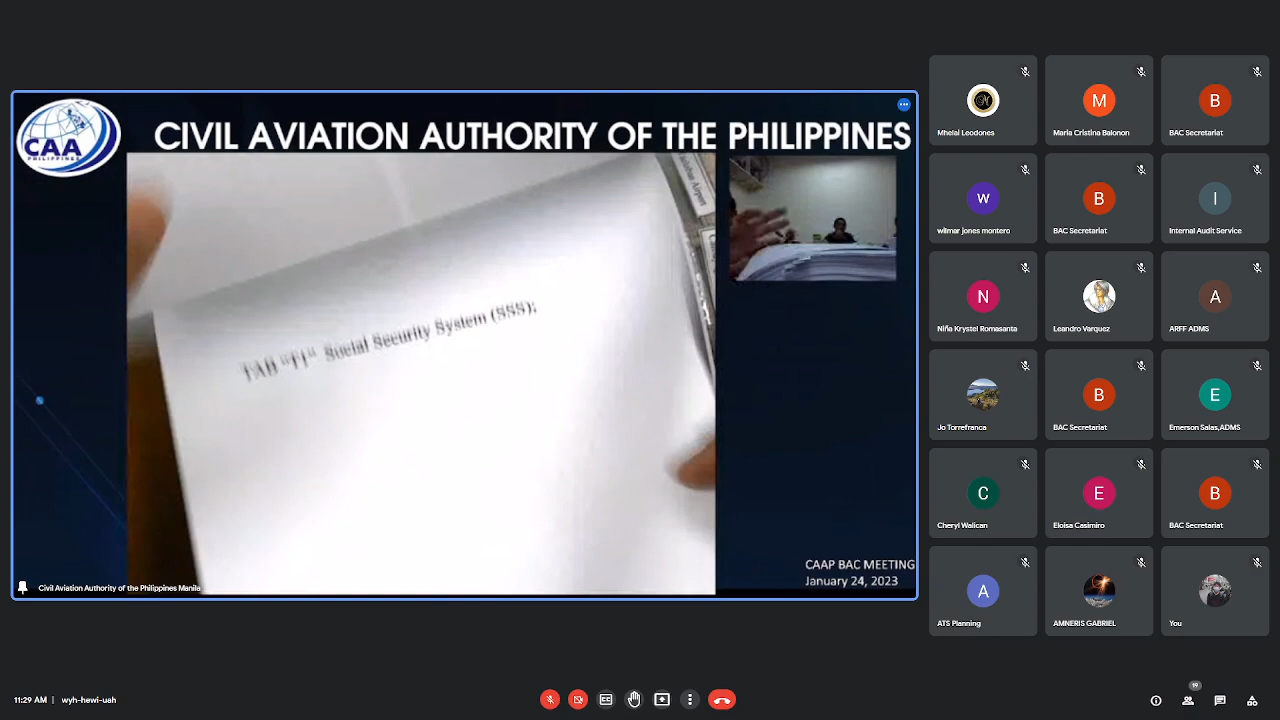 CAA
PHILIPPINES
CIVIL AVIATION AUTHORITY OF THE PHILIPPINES
Airport
TAB "T1" Social Security System (SSS);
CAAP BAC MEETING
January 24, 2023
Civil Aviation Authority of the Philippines Manila
Mhelai Leodones
M
Maria Cristina Balonon
B
BAC Secretariat
w
wilmar jones montero
B
BAC Secretariat
I
Internal Audit Service
N
Niña Krystel Romasanta
Leandro Varquez
A
ARFF ADMS
Jo Torrefranca
B
BAC Secretariat
E
Emerson Salas,ADMS
C
Cheryl Walican
E
Eloisa Casimiro
B
BAC Secretariat
A
ATS Planning
AMNERIS GABRIEL
You
11:29 AM | wyh-hewi-uah
19